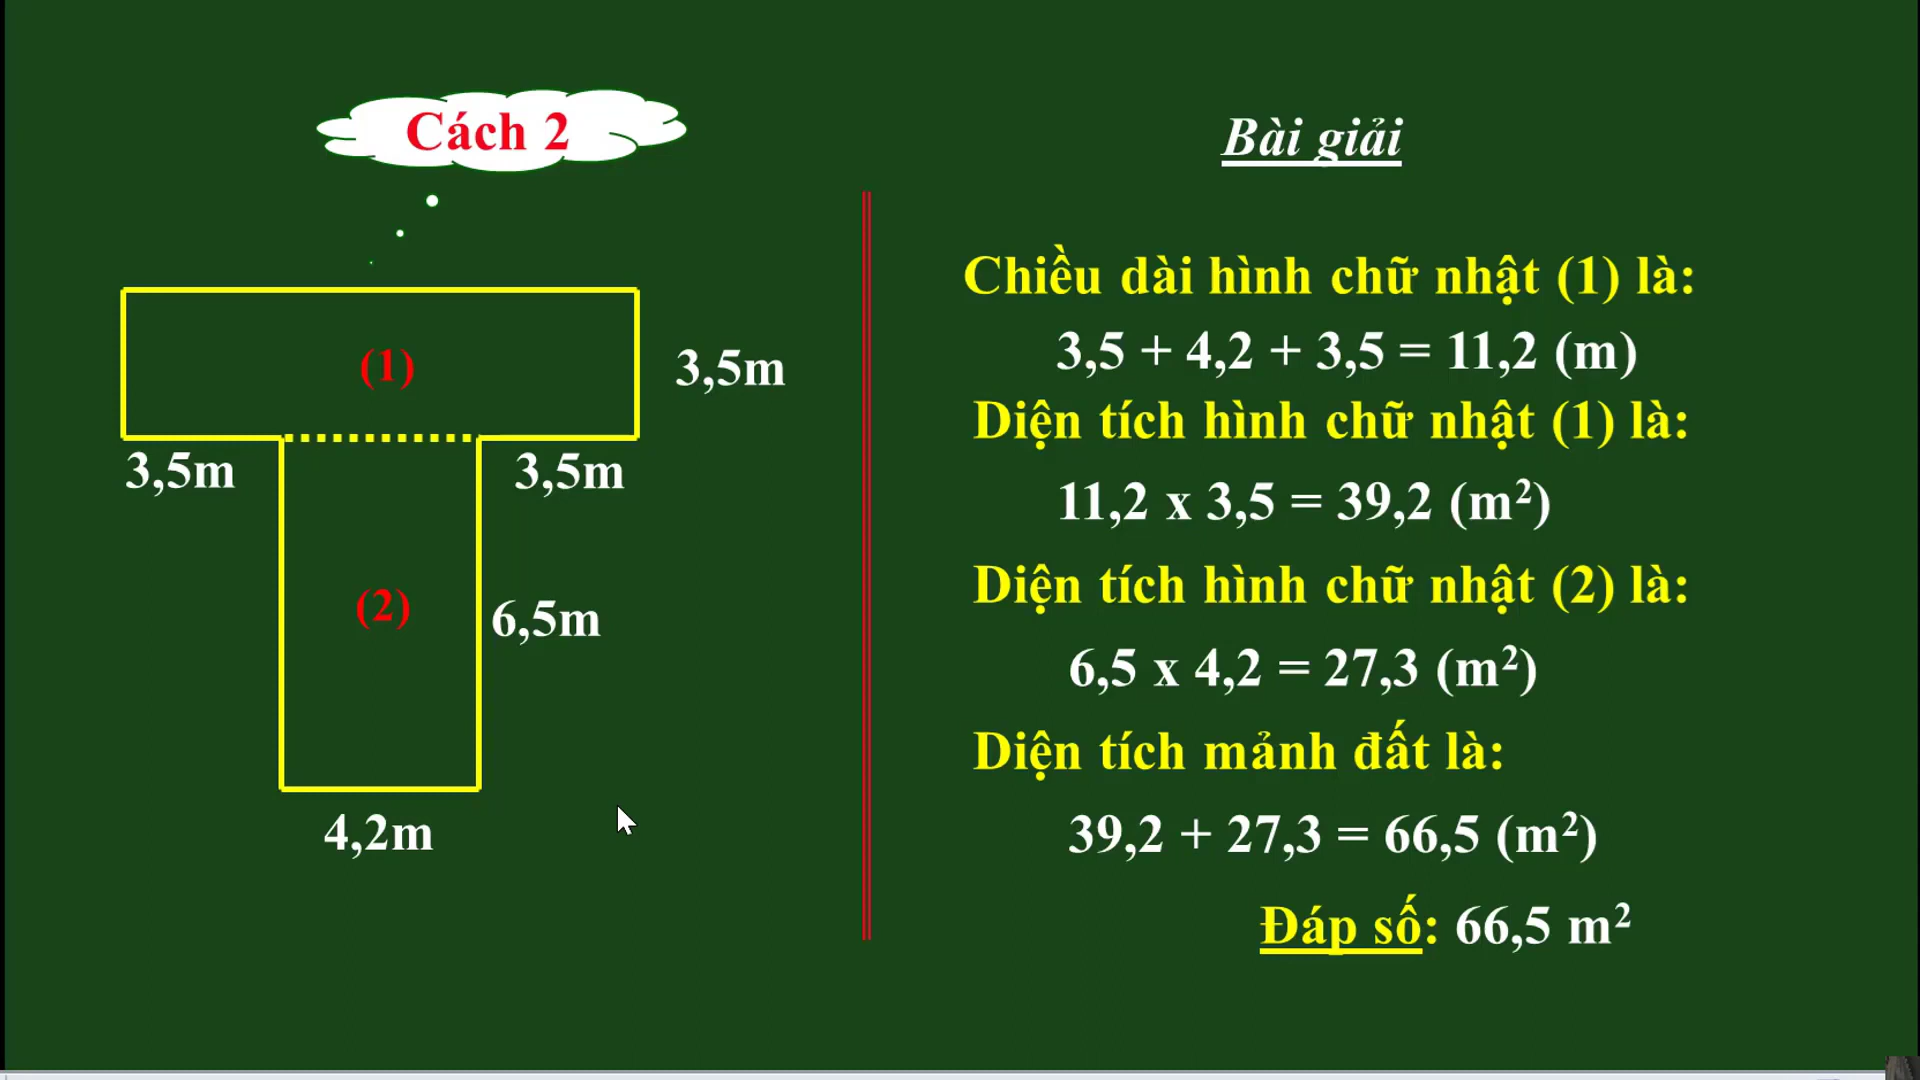 Cách 2
(1)
3,5m
3,5m
3,5m
(2)
6,5m
4,2m
Bài giải
Chiều dài hình chữ nhật (1) là:
3,5 + 4,2 + 3,5 = 11,2 (m)
Diện tích hình chữ nhật (1) là:
11,2 x 3,5 = 39,2 (m²)
Diện tích hình chữ nhật (2) là:
6,5 x 4,2 = 27,3 (m²)
Diện tích mảnh đất là:
39,2 + 27,3 = 66,5 (m²)
Đáp số: 66,5 m²